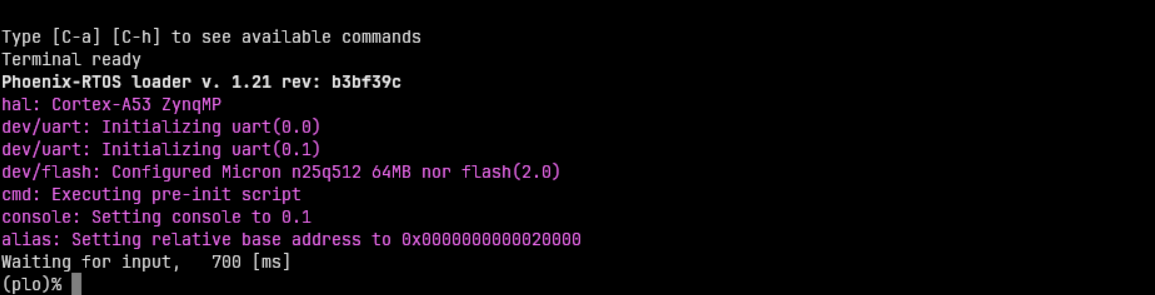 Type [C-a] [C-h] to see available commands
Terminal ready
Phoenix-RTOS loader v. 1.21 rev: b3bf39c
hal: Cortex-A53 ZynqMP
dev/uart: Initializing uart(0.0)
dev/uart: Initializing uart(0.1)
dev/flash: Configured Micron n25q512 64MB nor flash(2.0)
cmd: Executing pre-init script
console: Setting console to 0.1
alias: Setting relative base address to 0x0000000000020000
Waiting for input,   700 [ms]
(plo)%